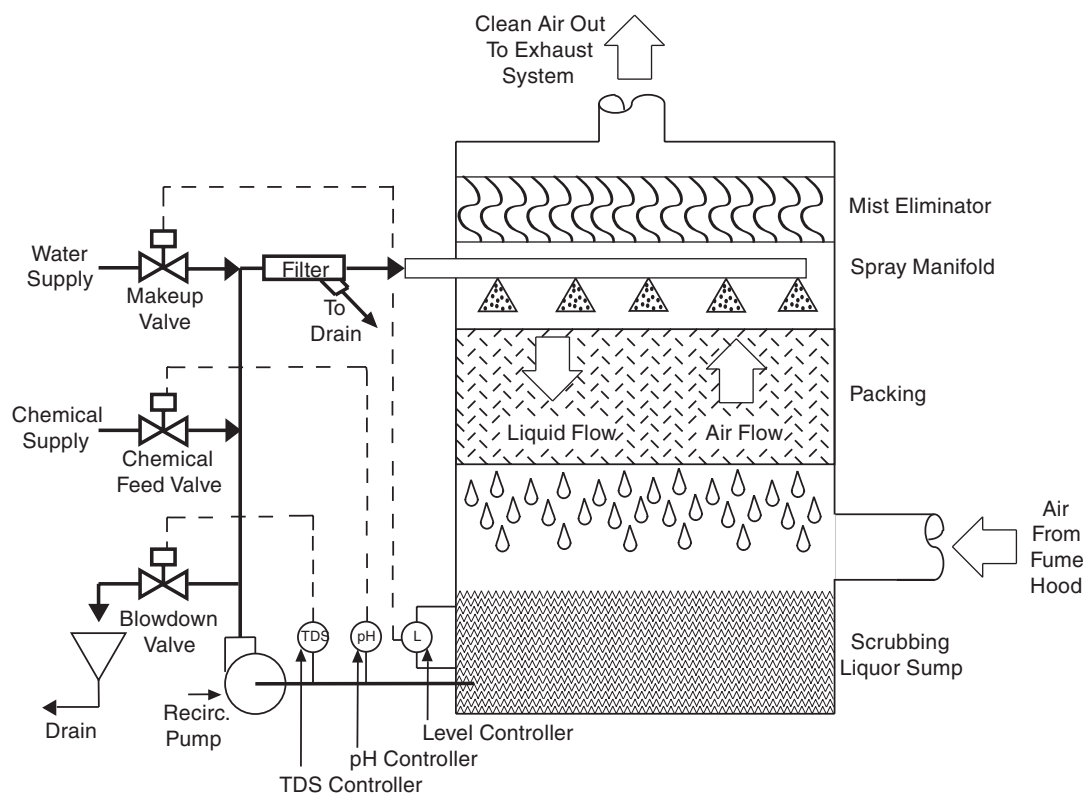 Clean Air Out
To Exhaust
System
Mist Eliminator
Water
Supply
Filter
Spray Manifold
Makeup
Valve
To
Drain
Packing
Chemical
Supply
Liquid Flow
Air Flow
Chemical
Feed Valve
Air
From
Fume
Hood
Blowdown
Valve
TDS
pH
L
Scrubbing
Liquor Sump
Drain
Recirc.
Pump
Level Controller
pH Controller
TDS Controller